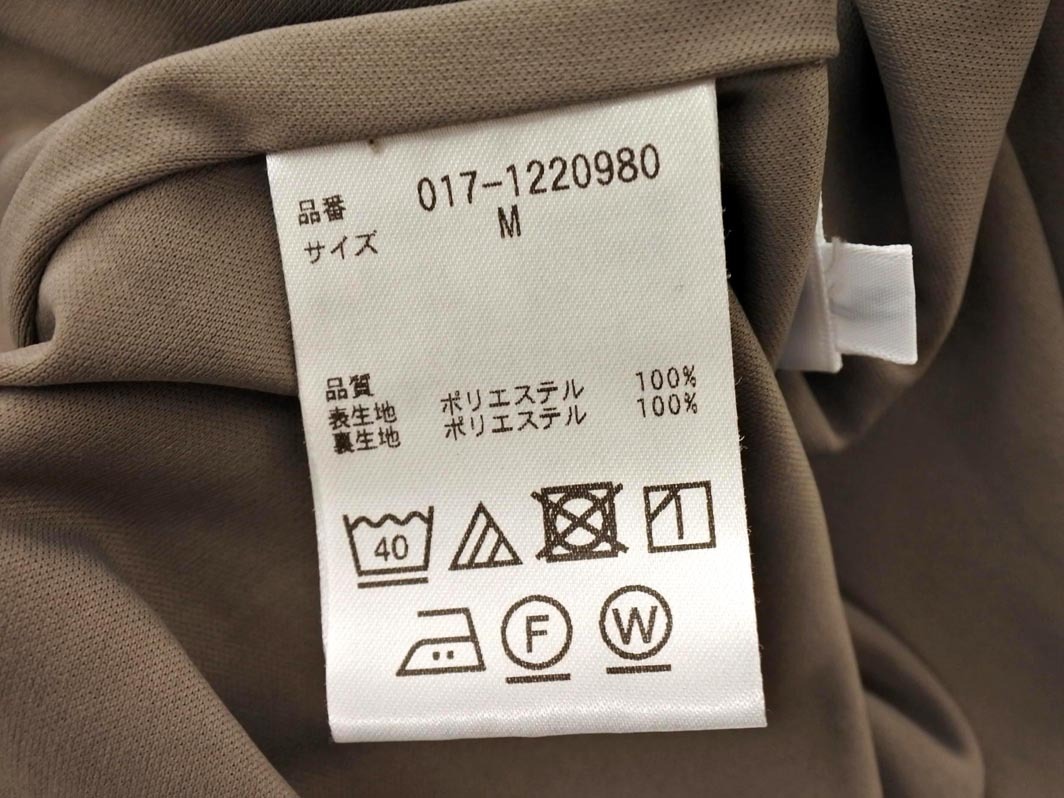 品番 017-1220980
サイズ M
品質
表生地 ポリエステル 100%
裏生地 ポリエステル 100%
40
F W